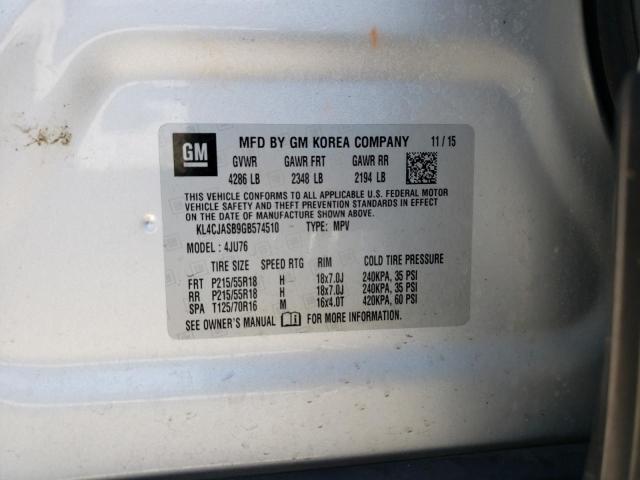 GM
MFD BY GM KOREA COMPANY 11 / 15
GVWR GAWR FRT GAWR RR
4286 LB 2348 LB 2194 LB
THIS VEHICLE CONFORMS TO ALL APPLICABLE U.S. FEDERAL MOTOR
VEHICLE SAFETY AND THEFT PREVENTION STANDARDS IN EFFECT
ON THE DATE OF MANUFACTURE SHOWN ABOVE.
KL4CJASB9GB574510 TYPE: MPV
MODEL : 4JU76
TIRE SIZE SPEED RTG RIM COLD TIRE PRESSURE
FRT P215/55R18 H 18x7.0J 240KPA, 35 PSI
RR P215/55R18 H 18x7.0J 240KPA, 35 PSI
SPA T125/70R16 M 16x4.0T 420KPA, 60 PSI
SEE OWNER'S MANUAL FOR MORE INFORMATION.